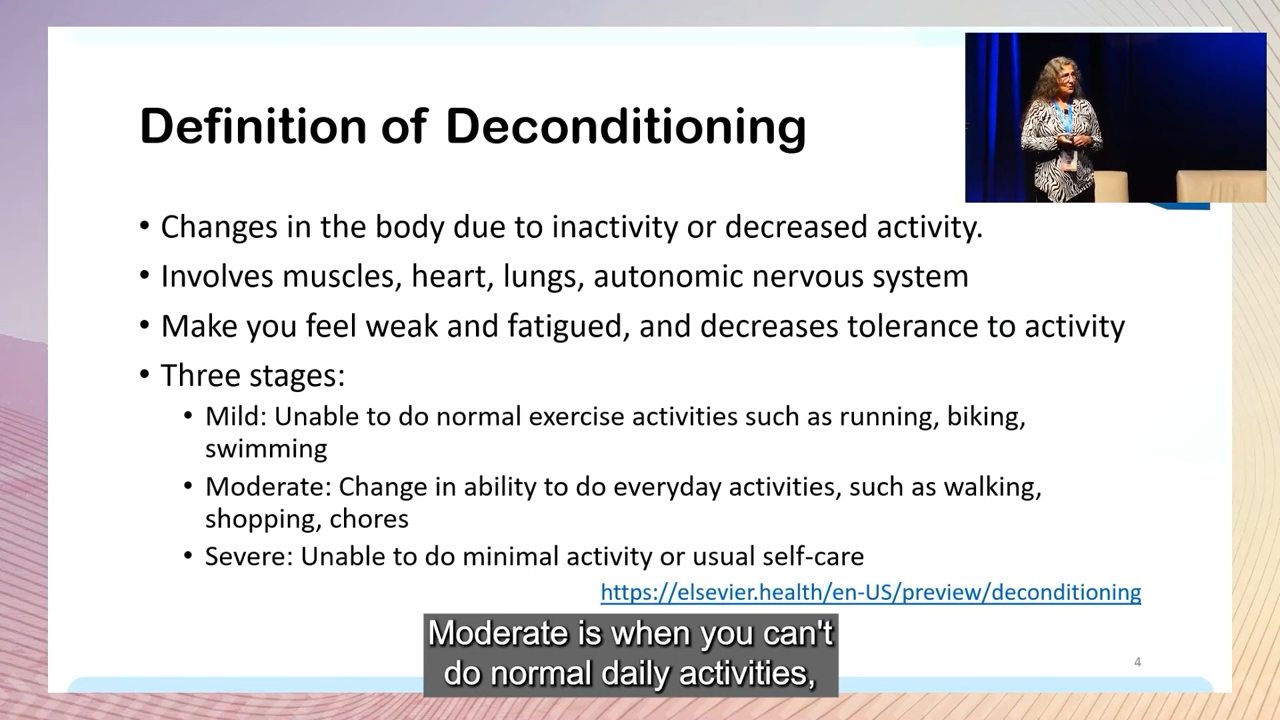 Definition of Deconditioning
• Changes in the body due to inactivity or decreased activity.
• Involves muscles, heart, lungs, autonomic nervous system
• Make you feel weak and fatigued, and decreases tolerance to activity
• Three stages:
• Mild: Unable to do normal exercise activities such as running, biking,
swimming
• Moderate: Change in ability to do everyday activities, such as walking,
shopping, chores
• Severe: Unable to do minimal activity or usual self-care
https://elsevier.health/en-US/preview/deconditioning
Moderate is when you can't
do normal daily activities,
4